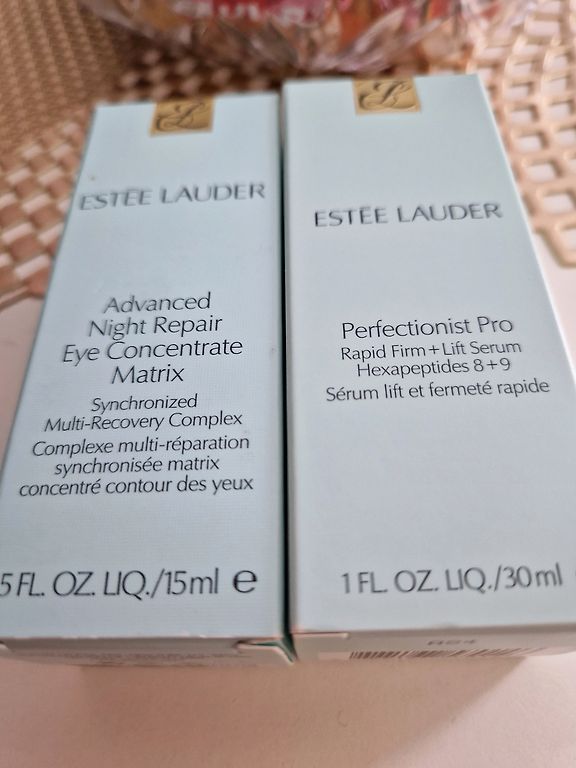 ESTĒE LAUDER
Advanced
Night Repair
Eye Concentrate
Matrix
Synchronized
Multi-Recovery Complex
Complexe multi-réparation
synchronisée matrix
concentré contour des yeux
5 FL. OZ. LIQ./15ml e
ESTĒE LAUDER
Perfectionist Pro
Rapid Firm + Lift Serum
Hexapeptides 8+9
Sérum lift et fermeté rapide
1 FL. OZ. LIQ./30ml